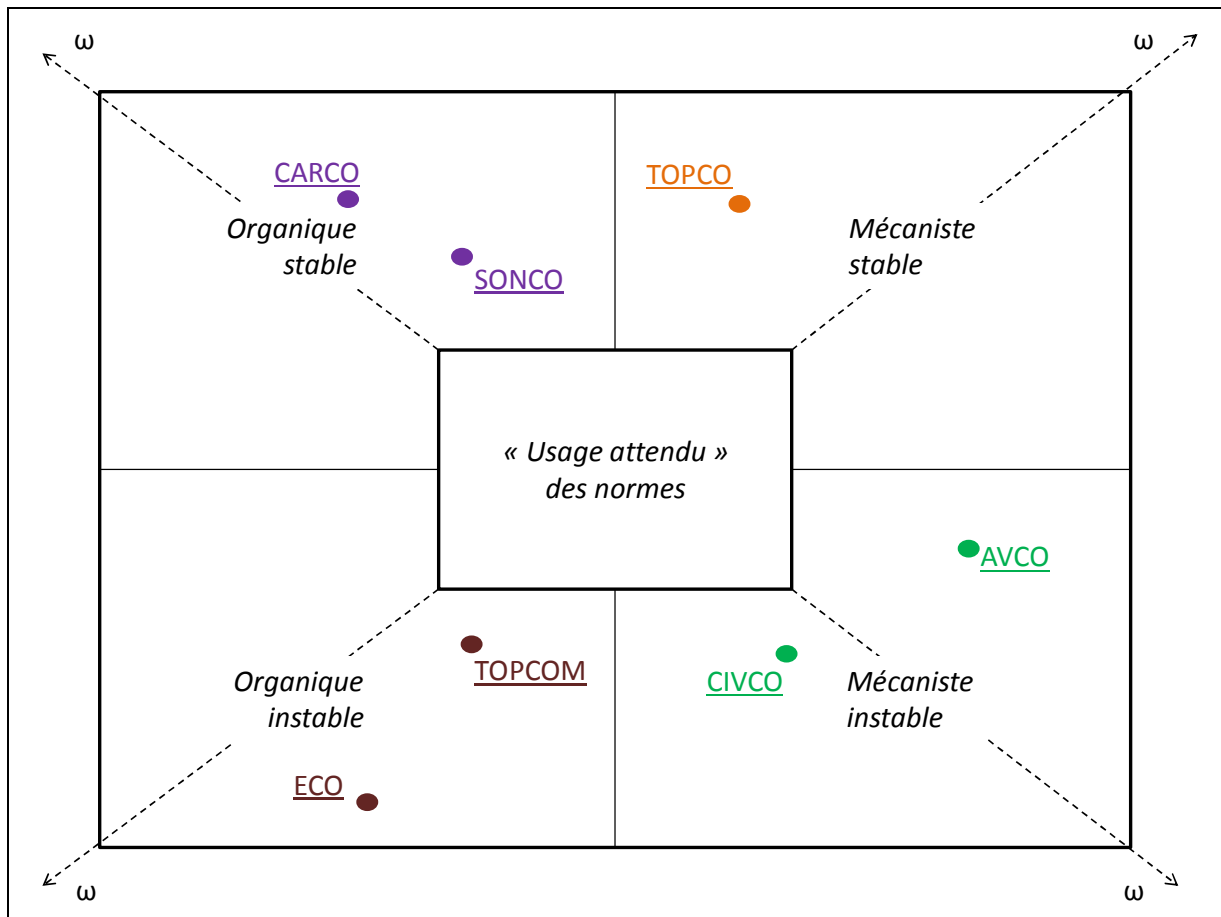 ω
ω
CARCO
TOPCO
Organique
stable
Mécaniste
stable
SONCO
« Usage attendu »
des normes
AVCO
TOPCOM
CIVCO
Organique
instable
Mécaniste
instable
ECO
ω
ω